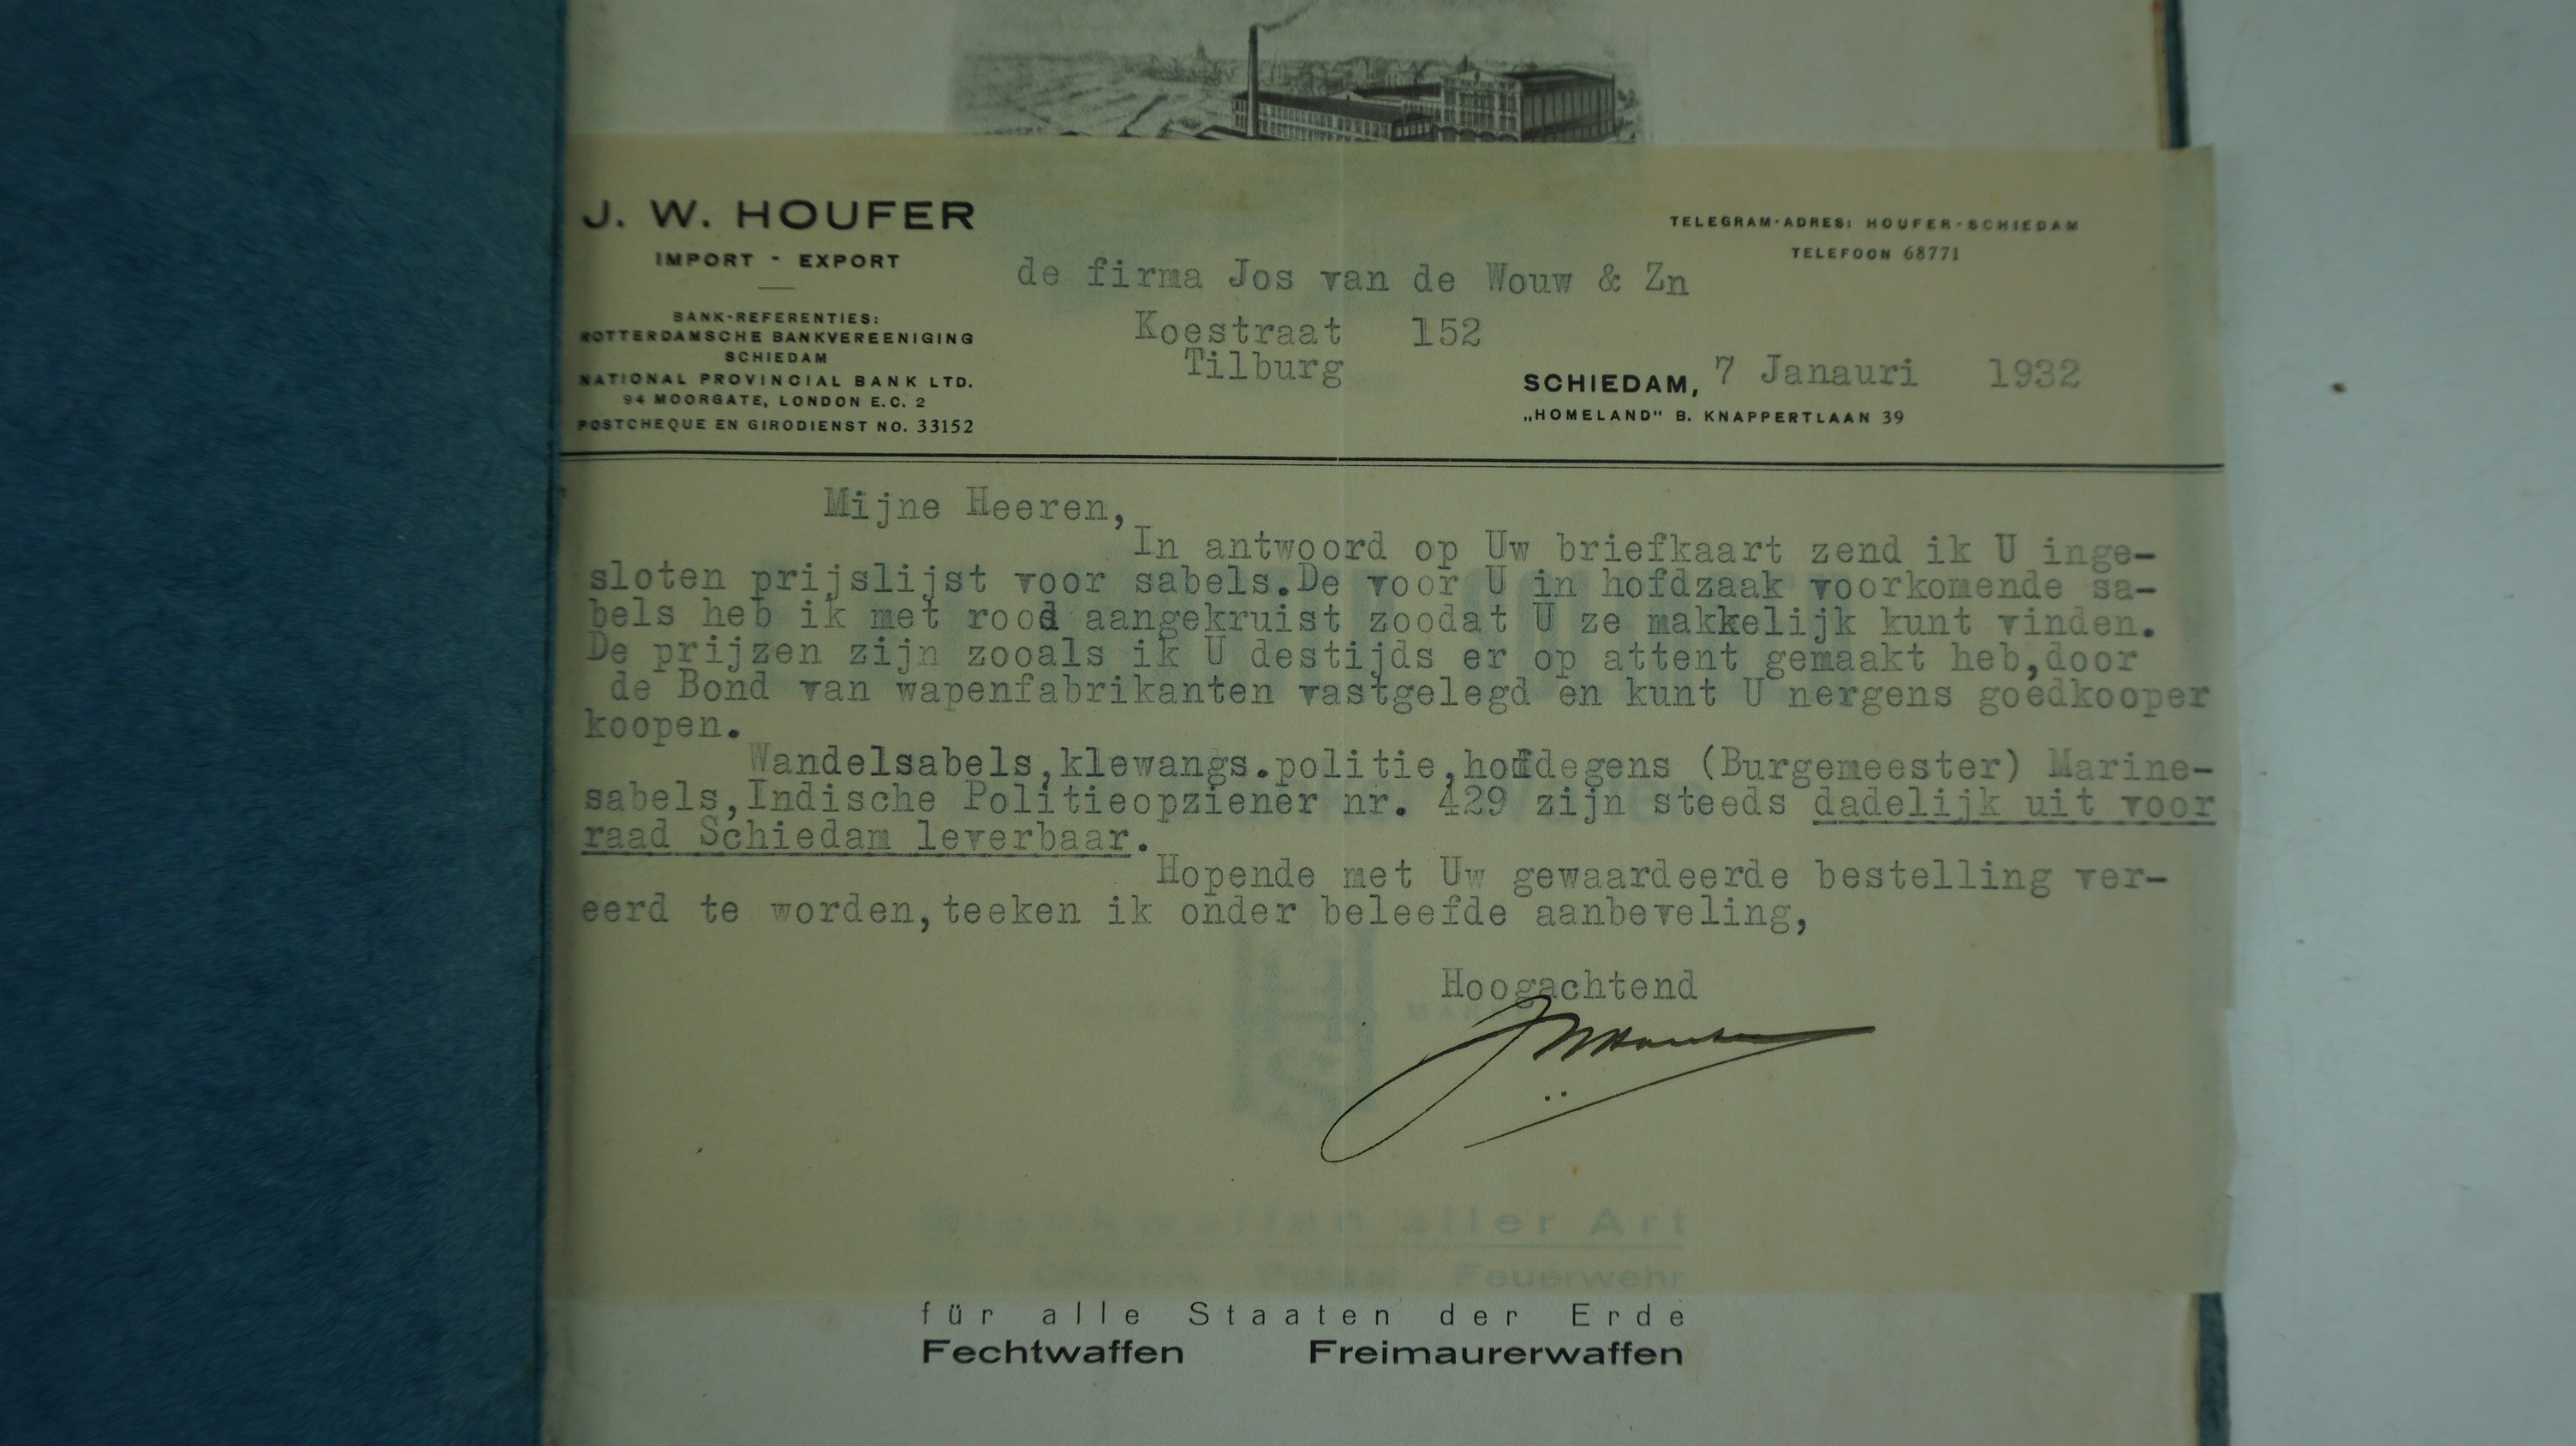 J. W. HOUFER
IMPORT - EXPORT
BANK-REFERENTIES:
ROTTERDAMSCHE BANKVEREENIGING
SCHIEDAM
NATIONAL PROVINCIAL BANK LTD.
94 MOORGATE, LONDON E.C. 2
POSTCHEQUE EN GIRODIENST NO. 33152
TELEGRAM-ADRES: HOUFER-SCHIEDAM
TELEFOON 68771
de firma Jos van de Wouw & Zn
Koestraat 152
Tilburg
SCHIEDAM, 7 Janauri 1932
„HOMELAND" B. KNAPPERTLAAN 39
Mijne Heeren,
In antwoord op Uw briefkaart zend ik U inge-
sloten prijslijst voor sabels.De voor U in hofdzaak voorkomende sa-
bels heb ik met rood aangekruist zoodat U ze makkelijk kunt vinden.
De prijzen zijn zooals ik U destijds er op attent gemaakt heb,door
de Bond van wapenfabrikanten vastgelegd en kunt U nergens goedkooper
koopen.
Wandelsabels,klewangs.politie,hofdegens (Burgemeester) Marine-
sabels,Indische Politieopziener nr. 429 zijn steeds dadelijk uit voor
raad Schiedam leverbaar.
Hopende met Uw gewaardeerde bestelling ver-
eerd te worden,teeken ik onder beleefde aanbeveling,
Hoogachtend
aller Art
Feuerwehr
für alle Staaten der Erde
Fechtwaffen Freimaurerwaffen